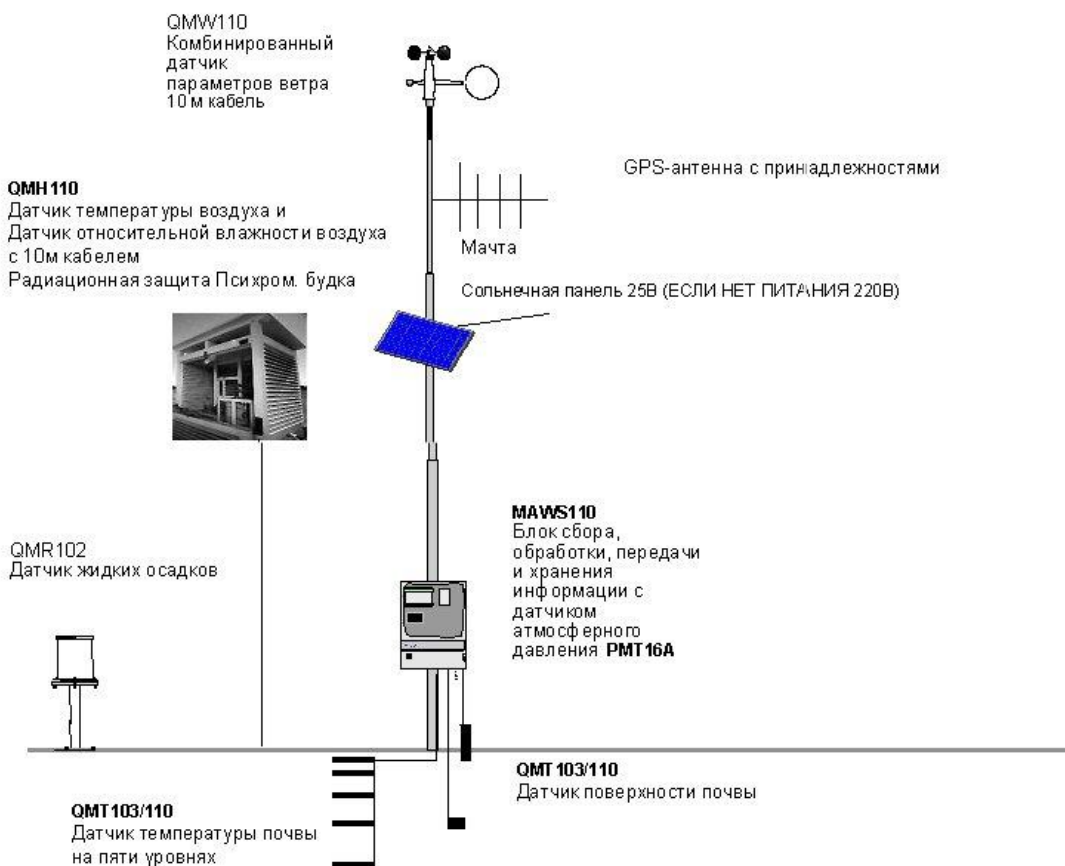 QMW110
Комбинированный
датчик
параметров ветра
10 м кабель
GPS-антенна с принадлежностями
QMH110
Датчик температуры воздуха и
Датчик относительной влажности воздуха
с 10м кабелем
Радиационная защита Психром. будка
Мачта
Сольнечная панель 25В (ЕСЛИ НЕТ ПИТАНИЯ 220В)
MAWS110
Блок сбора,
обработки, передачи
и хранения
информации с
датчиком
атмосферного
давления PMT16A
QMR102
Датчик жидких осадков
QMT103/110
Датчик поверхности почвы
QMT103/110
Датчик температуры почвы
на пяти уровнях